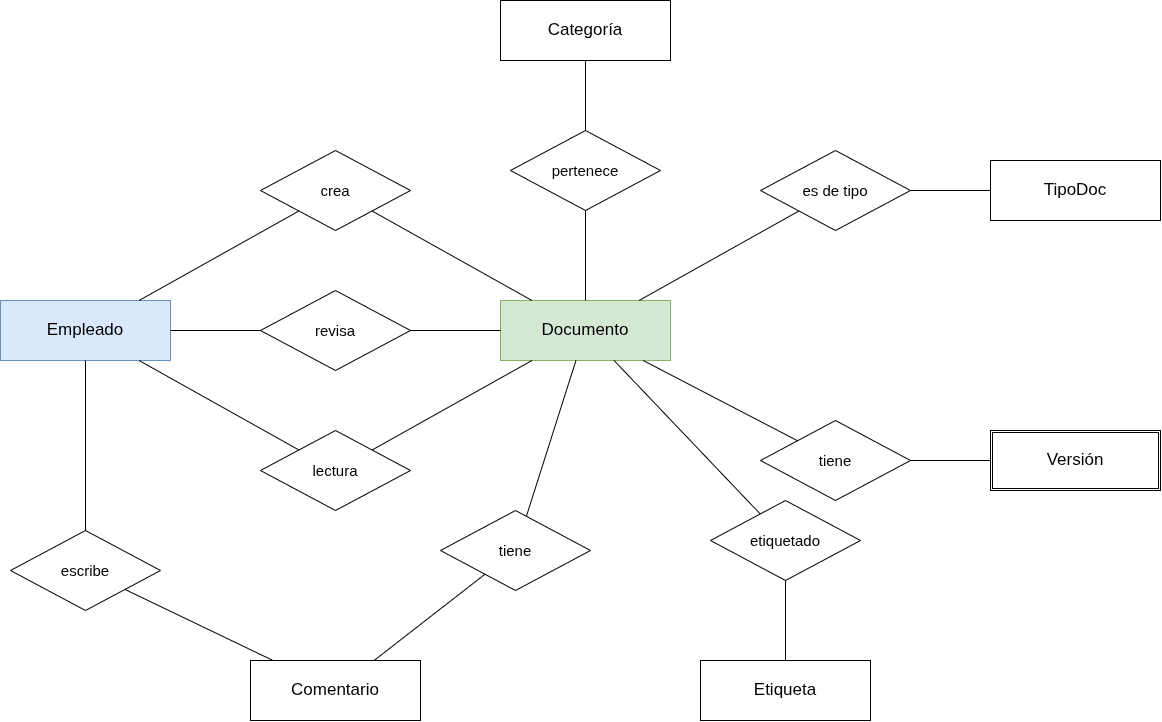 Categoría
pertenece
crea
es de tipo
TipoDoc
Empleado
revisa
Documento
lectura
tiene
Versión
escribe
tiene
etiquetado
Comentario
Etiqueta